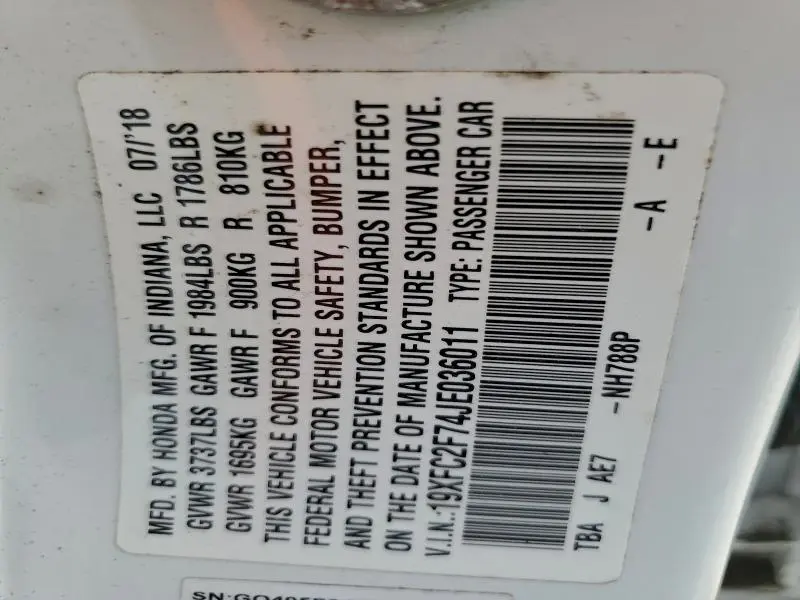 MFD. BY HONDA MFG. OF INDIANA, LLC 07/'18
GVWR 3737LBS GAWR F 1984LBS R 1786LBS
GVWR 1695KG GAWR F 900KG R 810KG
THIS VEHICLE CONFORMS TO ALL APPLICABLE
FEDERAL MOTOR VEHICLE SAFETY, BUMPER,
AND THEFT PREVENTION STANDARDS IN EFFECT
ON THE DATE OF MANUFACTURE SHOWN ABOVE.
V.I.N.:19XFC2F74JE036011 TYPE: PASSENGER CAR
TBA J AE7 -NH788P -A -E